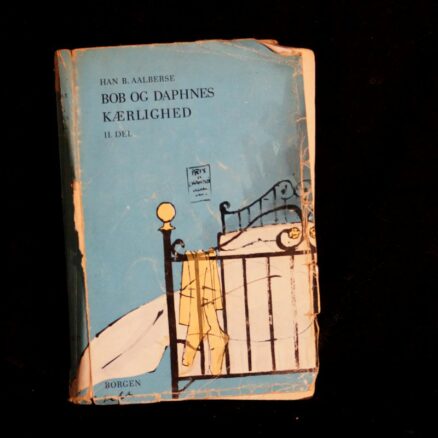 HAN B. AALBERSE
BOB OG DAPHNES
KÆRLIGHED
II. DEL
BORGEN